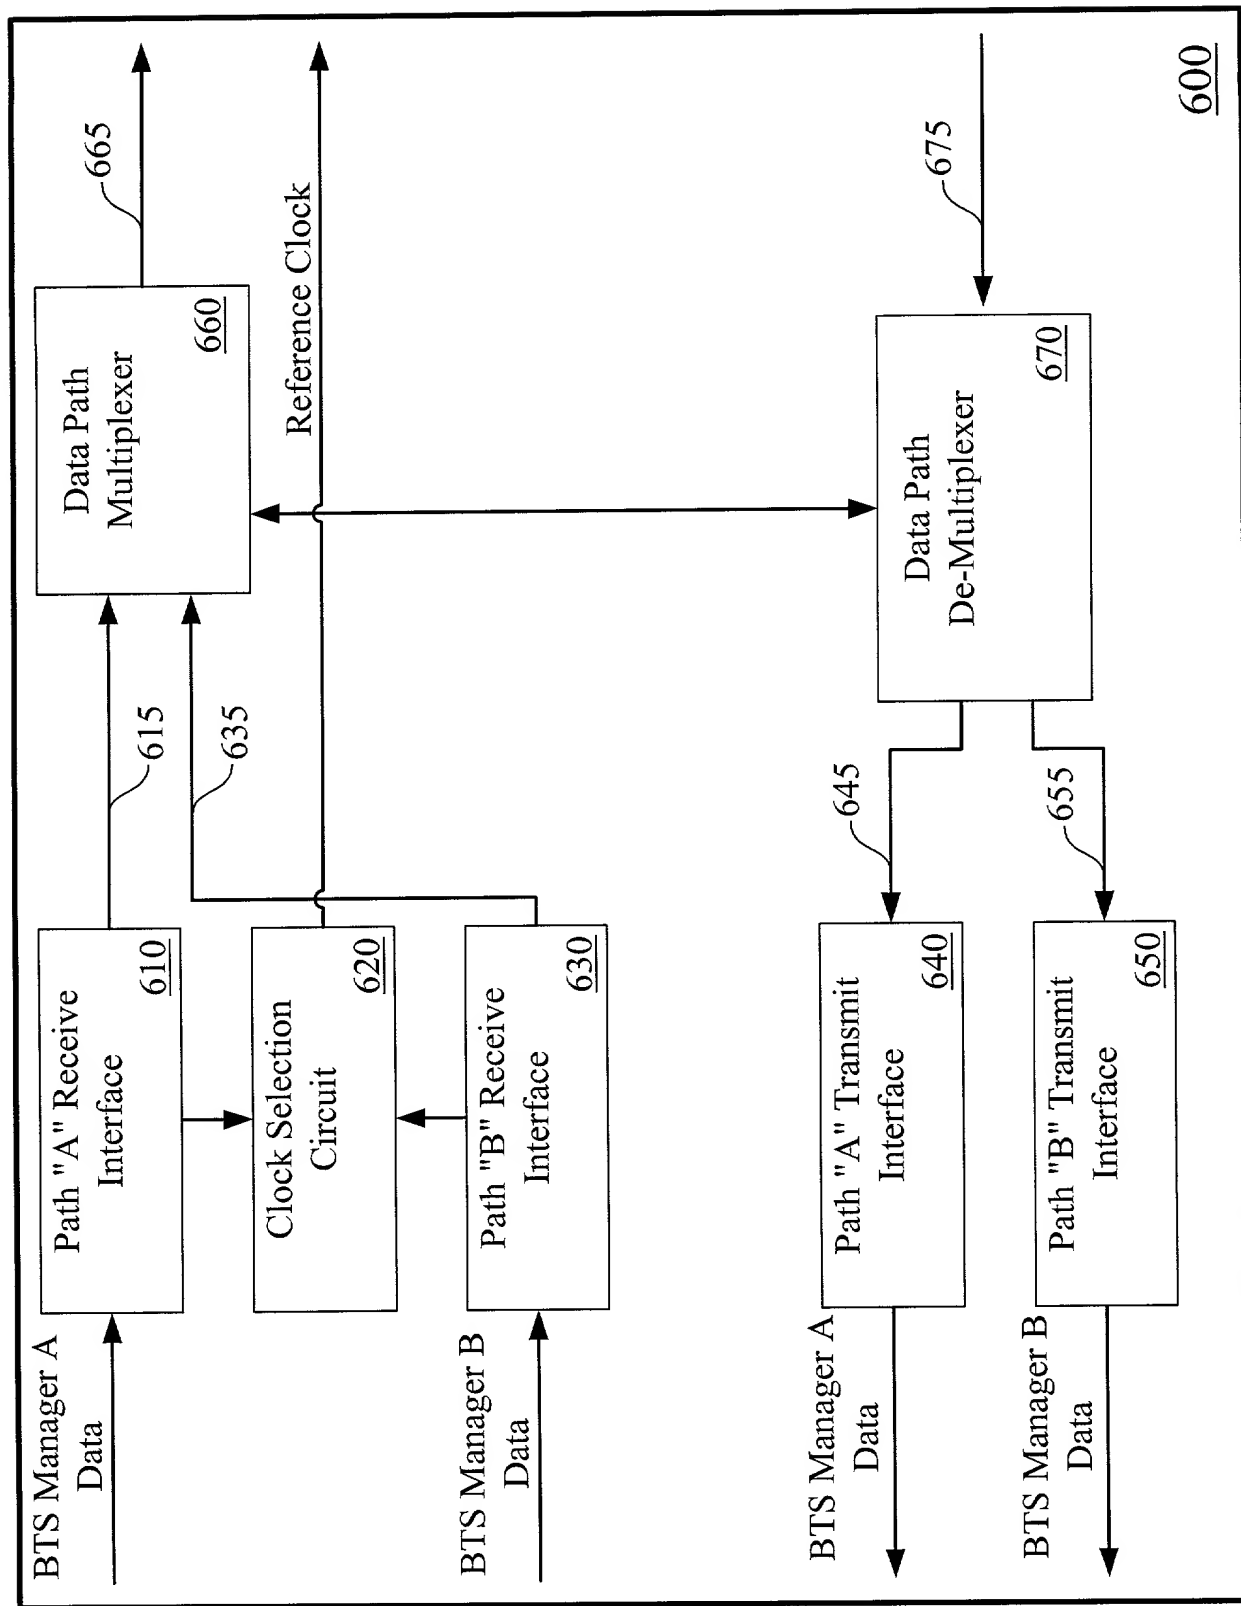 BTS Manager A
Data
Path "A" Receive
Interface
610
615
Data Path
Multiplexer
660
665
Clock Selection
Circuit
620
635
Reference Clock
BTS Manager B
Data
Path "B" Receive
Interface
630
BTS Manager A
Data
Path "A" Transmit
Interface
640
645
Data Path
De-Multiplexer
670
675
BTS Manager B
Data
Path "B" Transmit
Interface
650
655
600